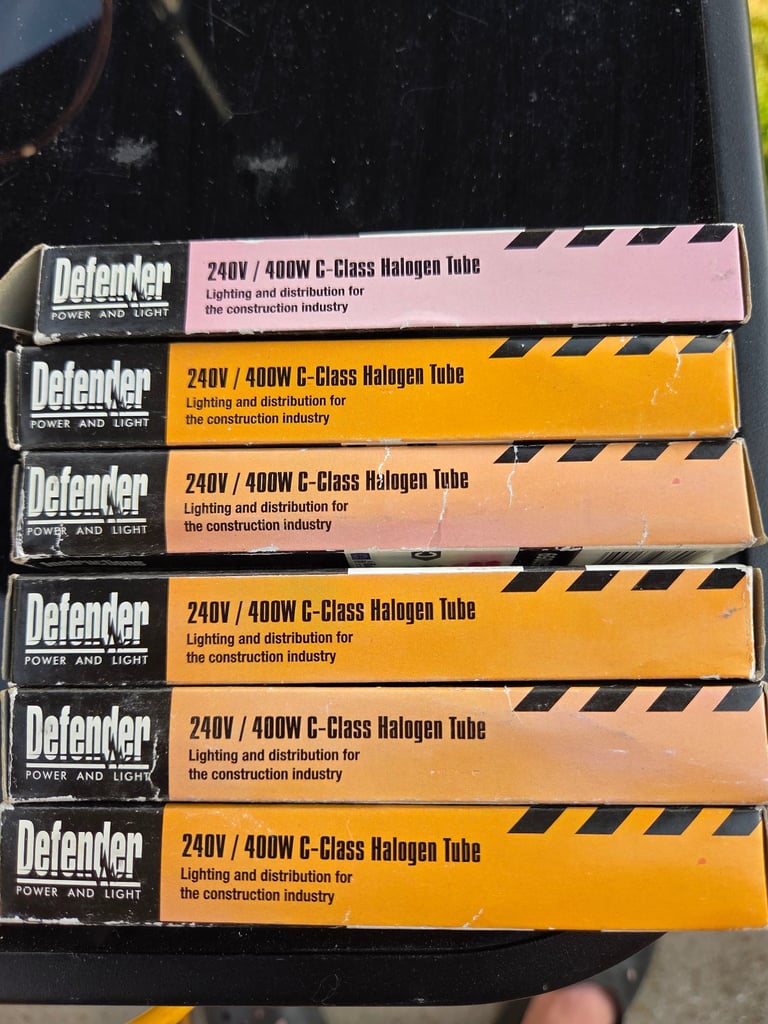 Defender
POWER AND LIGHT
240V / 400W C-Class Halogen Tube
Lighting and distribution for
the construction industry
Defender
POWER AND LIGHT
240V / 400W C-Class Halogen Tube
Lighting and distribution for
the construction industry
Defender
POWER AND LIGHT
240V / 400W C-Class Halogen Tube
Lighting and distribution for
the construction industry
Defender
POWER AND LIGHT
240V / 400W C-Class Halogen Tube
Lighting and distribution for
the construction industry
Defender
POWER AND LIGHT
240V / 400W C-Class Halogen Tube
Lighting and distribution for
the construction industry
Defender
POWER AND LIGHT
240V / 400W C-Class Halogen Tube
Lighting and distribution for
the construction industry